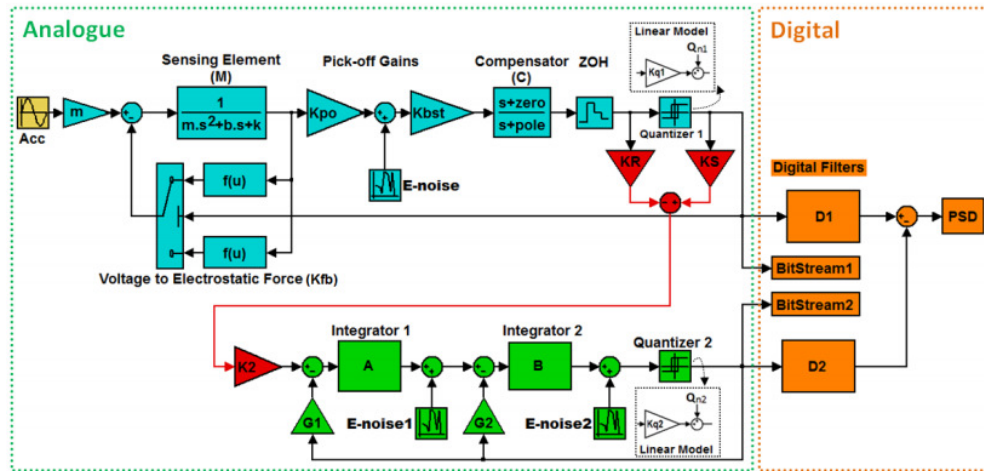 Analogue
Digital
Sensing Element
(M)
Pick-off Gains
Compensator
(C)
ZOH
Linear Model
Qn1
Kq1
Acc
m
1
m.s²+b.s+k
Kpo
Kbst
s+zero
s+pole
Quantizer 1
f(u)
E-noise
KR
KS
Digital Filters
D1
PSD
f(u)
Voltage to Electrostatic Force (Kfb)
BitStream1
BitStream2
Integrator 1
Integrator 2
Quantizer 2
K2
A
B
D2
G1
E-noise1
G2
E-noise2
Qn2
Kq2
Linear Model